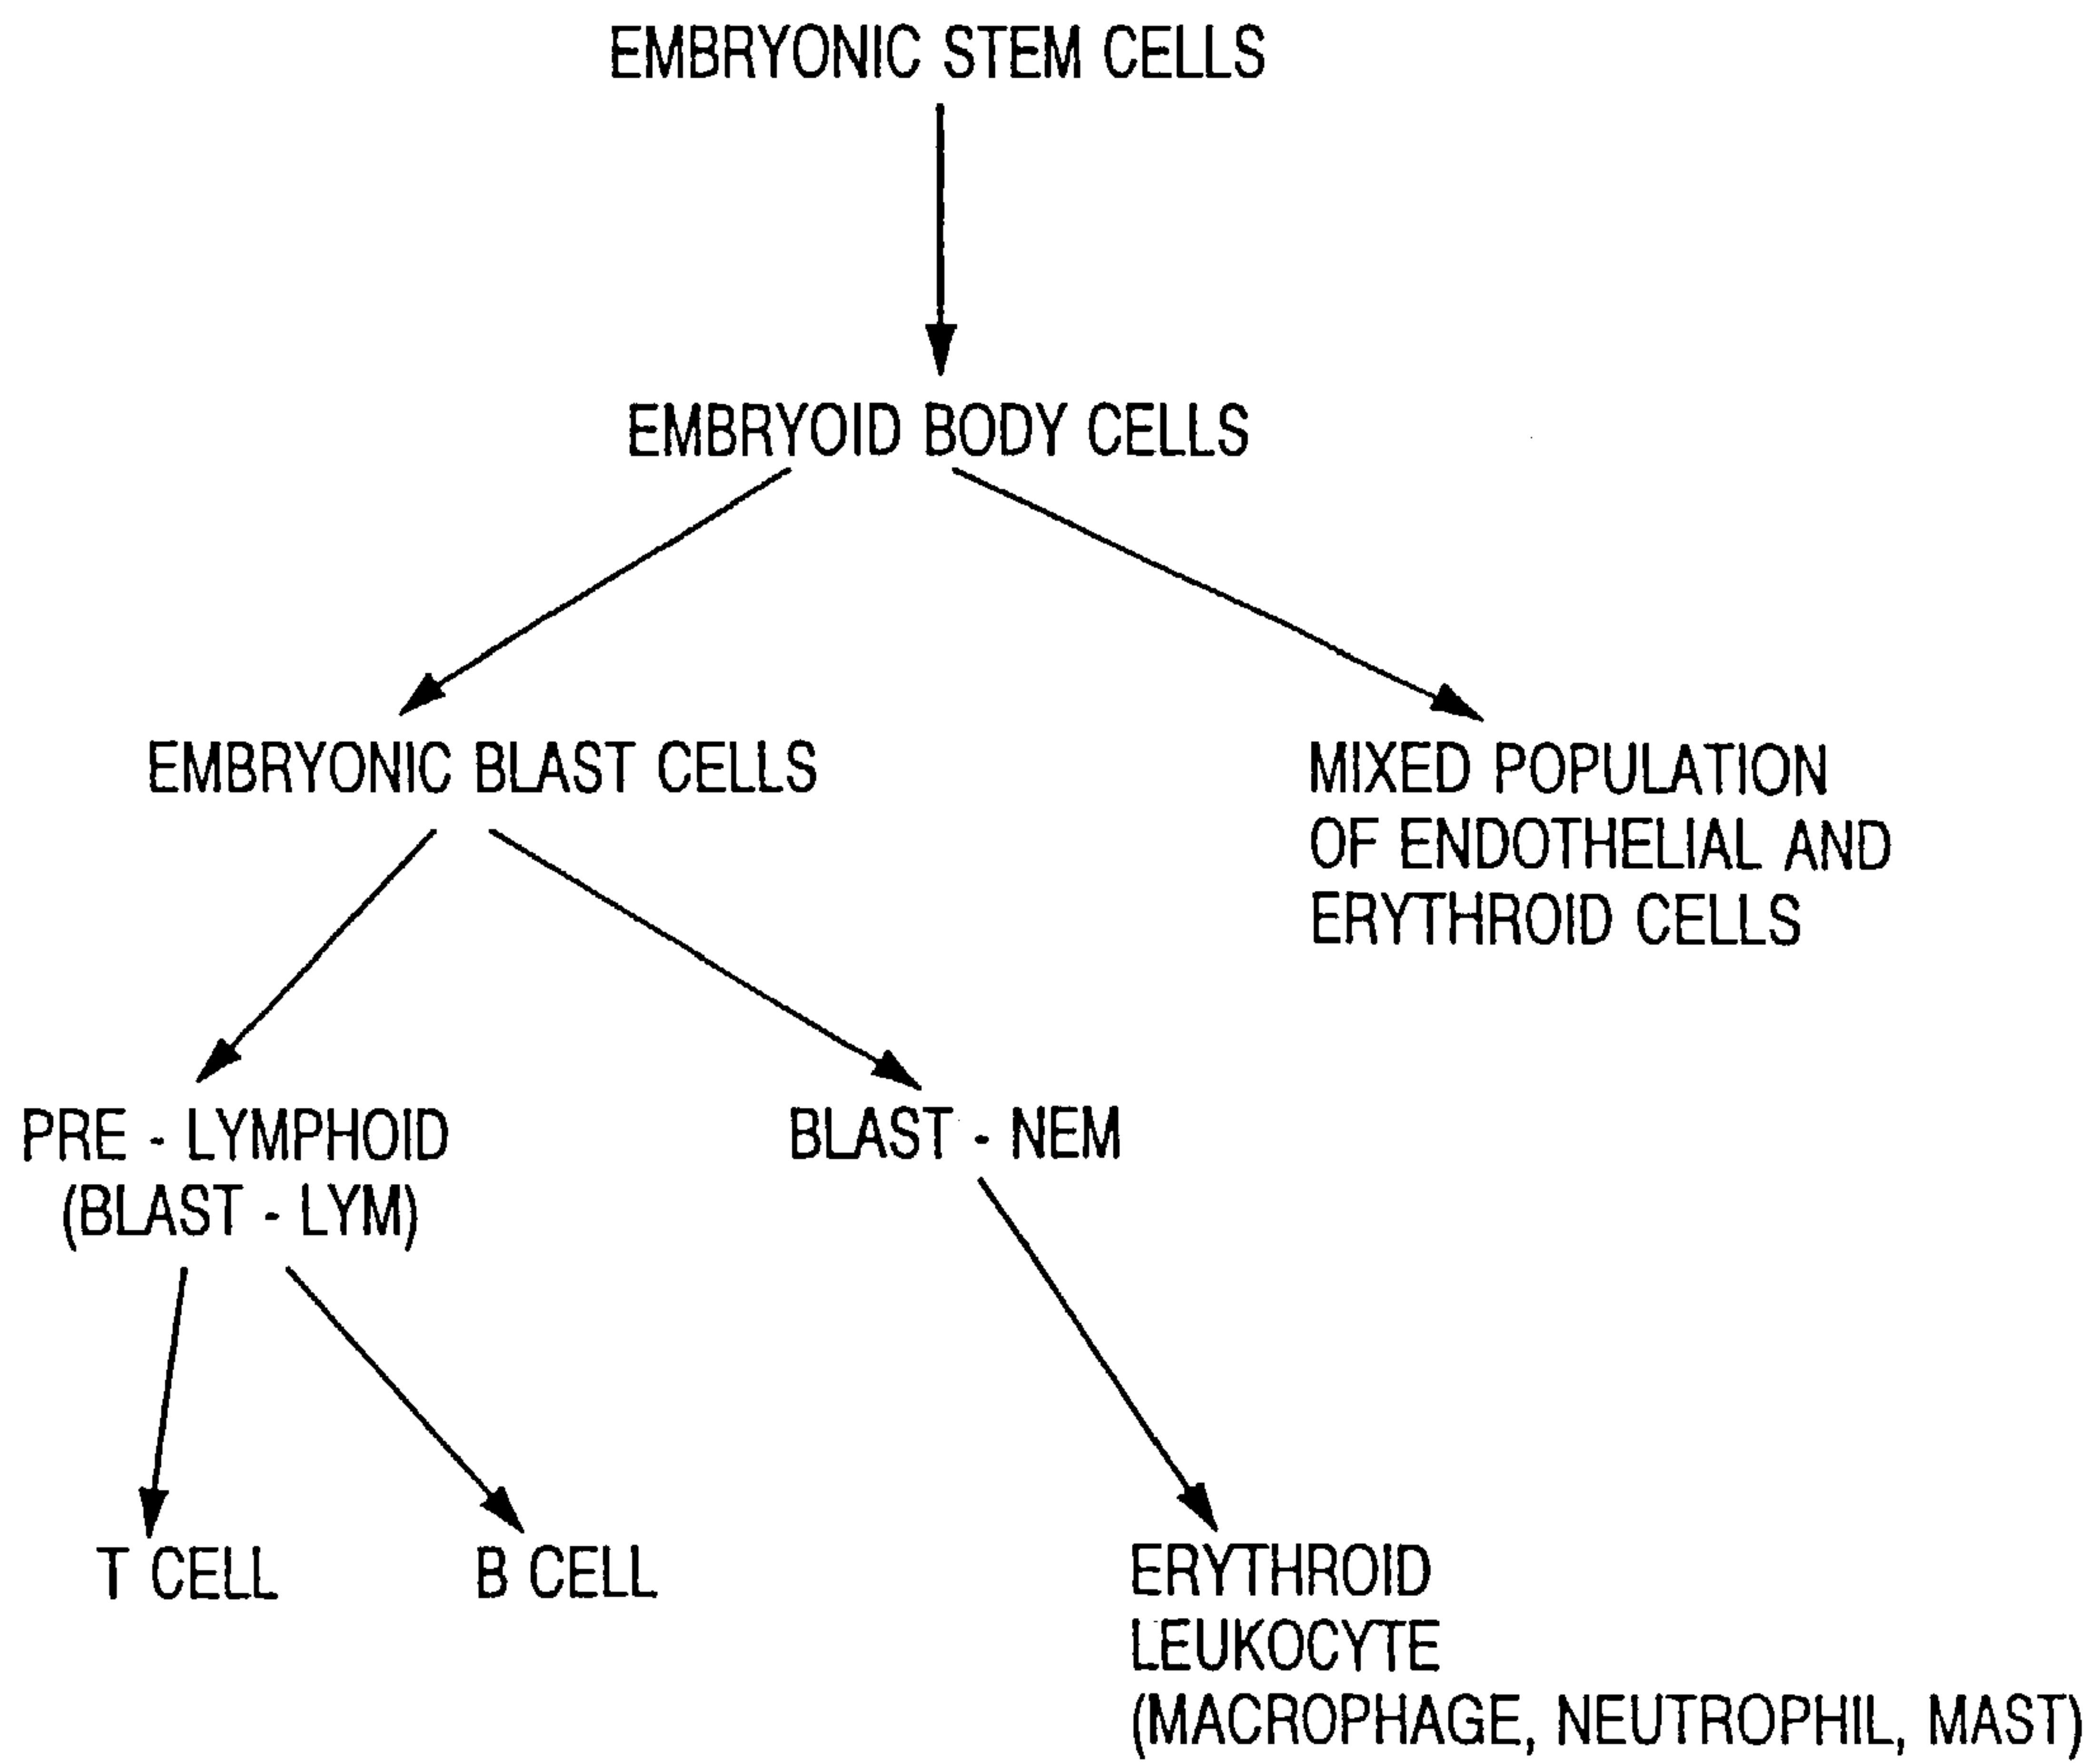 EMBRYONIC STEM CELLS
EMBRYOID BODY CELLS
EMBRYONIC BLAST CELLS
MIXED POPULATION
OF ENDOTHELIAL AND
ERYTHROID CELLS
PRE - LYMPHOID
(BLAST - LYM)
BLAST - NEM
T CELL
B CELL
ERYTHROID
LEUKOCYTE
(MACROPHAGE, NEUTROPHIL, MAST)